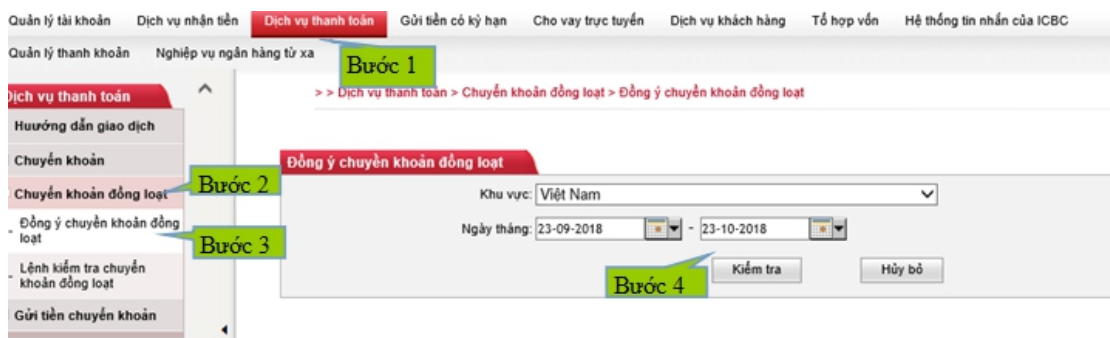 Quản lý tài khoản Dịch vụ nhận tiền Dịch vụ thanh toán Gửi tiền có kỳ hạn Cho vay trực tuyến Dịch vụ khách hàng Tổ hợp vốn Hệ thống tin nhắn của ICBC
Quản lý thanh khoản Nghiệp vụ ngân hàng từ xa
Bước 1
Dịch vụ thanh toán
> > Dịch vụ thanh toán > Chuyển khoản đồng loạt > Đồng ý chuyển khoản đồng loạt
Huướng dẫn giao dịch
Chuyển khoản
Đồng ý chuyển khoản đồng loạt
Chuyển khoản đồng loạt
Bước 2
Khu vực: Việt Nam
Đồng ý chuyển khoản đồng
loạt
Ngày tháng: 23-09-2018 - 23-10-2018
Bước 3
Lệnh kiểm tra chuyển
khoản đồng loạt
Kiểm tra Hủy bỏ
Bước 4
Gửi tiền chuyển khoản